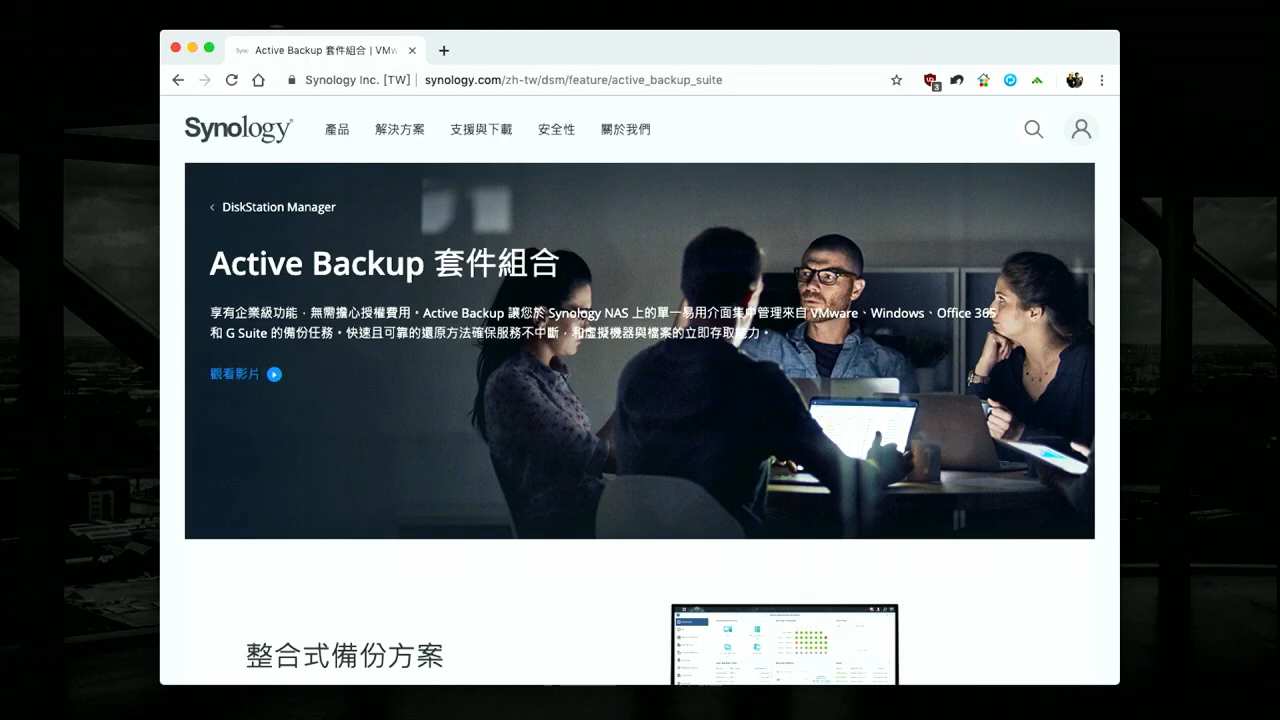 Active Backup 套件組合 | VMw
Synology Inc. [TW] | synology.com/zh-tw/dsm/feature/active_backup_suite
3
Synology
產品 解決方案 支援與下載 安全性 關於我們
DiskStation Manager
Active Backup 套件組合
享有企業級功能，無需擔心授權費用。Active Backup 讓您於 Synology NAS 上的單一易用介面集中管理來自 VMware、Windows、Office 365
和 G Suite 的備份任務。快速且可靠的還原方法確保服務不中斷，和虛擬機器與檔案的立即存取能力。
觀看影片
整合式備份方案